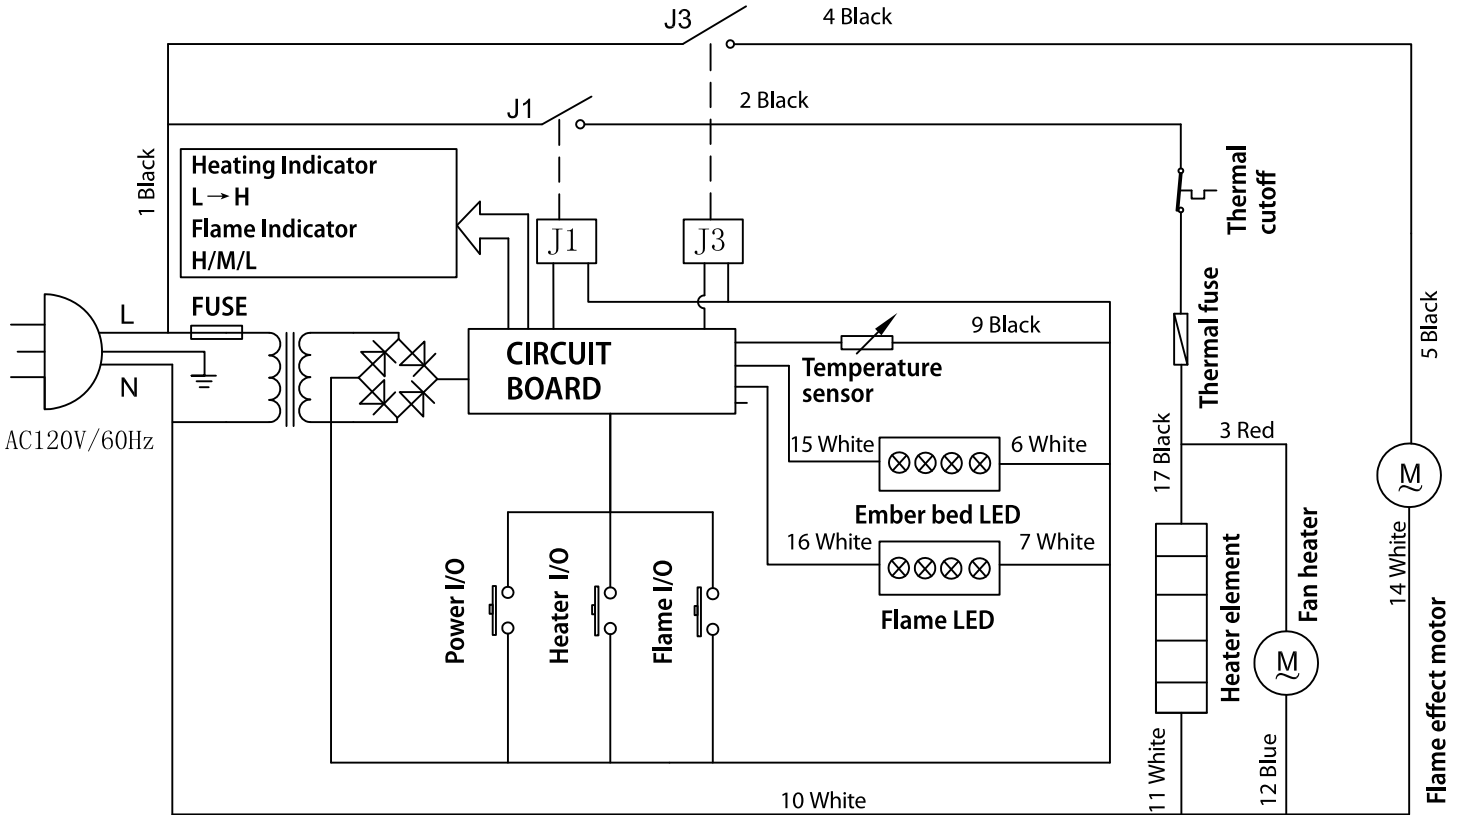 J3
4 Black
J1
2 Black
1 Black
Heating Indicator
L→H
Flame Indicator
H/M/L
J1
J3
Thermal
cutoff
L
FUSE
N
AC120V/60Hz
CIRCUIT
BOARD
9 Black
Temperature
sensor
Thermal fuse
5 Black
15 White
6 White
Ember bed LED
16 White
7 White
Flame LED
17 Black
3 Red
M
~
14 White
Power I/O
Heater I/O
Flame I/O
Heater element
Fan heater
M
~
Flame effect motor
11 White
12 Blue
10 White